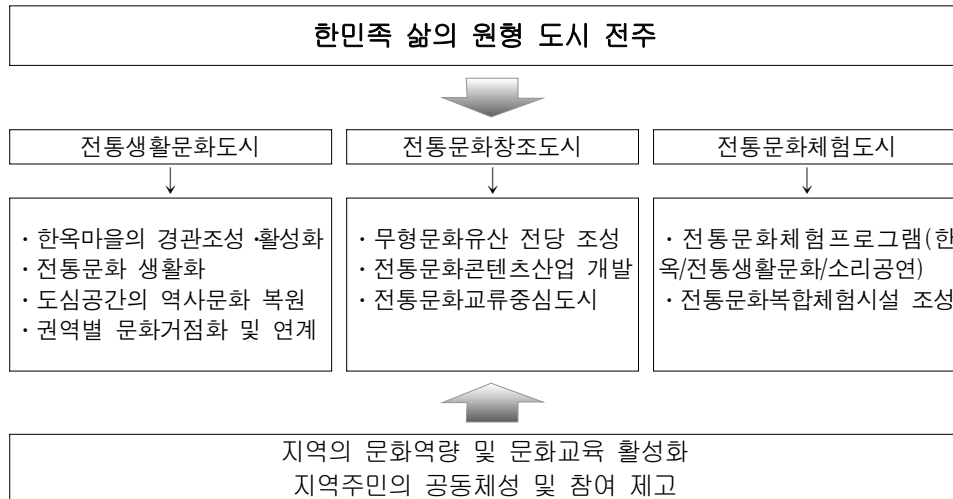 한민족 삶의 원형 도시 전주
전통생활문화도시
전통문화창조도시
전통문화체험도시
· 한옥마을의 경관조성·활성화
· 전통문화 생활화
· 도심공간의 역사문화 복원
· 권역별 문화거점화 및 연계
· 무형문화유산 전당 조성
· 전통문화콘텐츠산업 개발
· 전통문화교류중심도시
· 전통문화체험프로그램(한
옥/전통생활문화/소리공연)
· 전통문화복합체험시설 조성
지역의 문화역량 및 문화교육 활성화
지역주민의 공동체성 및 참여 제고